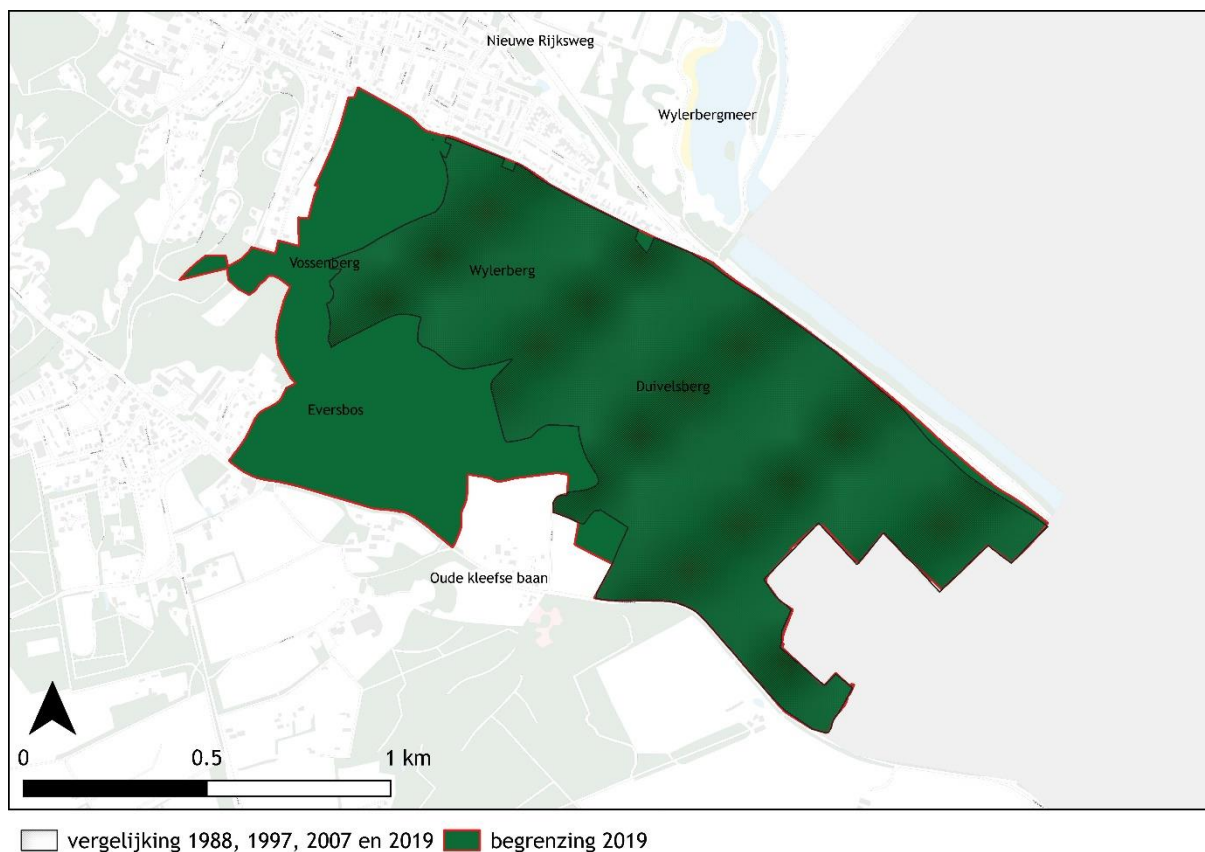 Nieuwe Rijksweg
Wylerbergmeer
Vossenberg
Wylerberg
Duivelsberg
Eversbos
Oude kleefse baan
0 0.5 1 km
vergelijking 1988, 1997, 2007 en 2019 begrenzing 2019